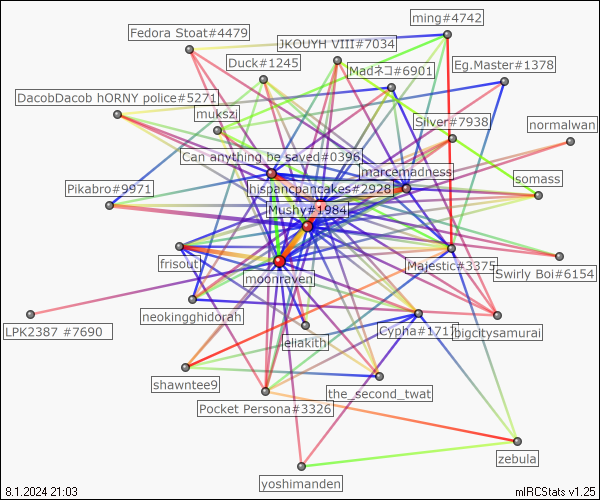 ming#4742
Fedora Stoat#4479
JKOUYH VIII#7034
Duck#1245
Madネコ#6901
Eg.Master#1378
DacobDacob hORNY police#5271
mukszi
Silver#7938
normalwan
Can anything be saved#0396
marcemadness
Pikabro#9971
hispancpancakes#2928
somass
Mushy#1984
frisout
moonraven
Majestic#3375
Swirly Boi#6154
neokingghidorah
LPK2387 #7690
eliakith
Cypha#171
bigcitysamurai
shawntee9
the_second_twat
Pocket Persona#3326
zebula
yoshimanden
8.1.2024 21:03
mIRCStats v1.25